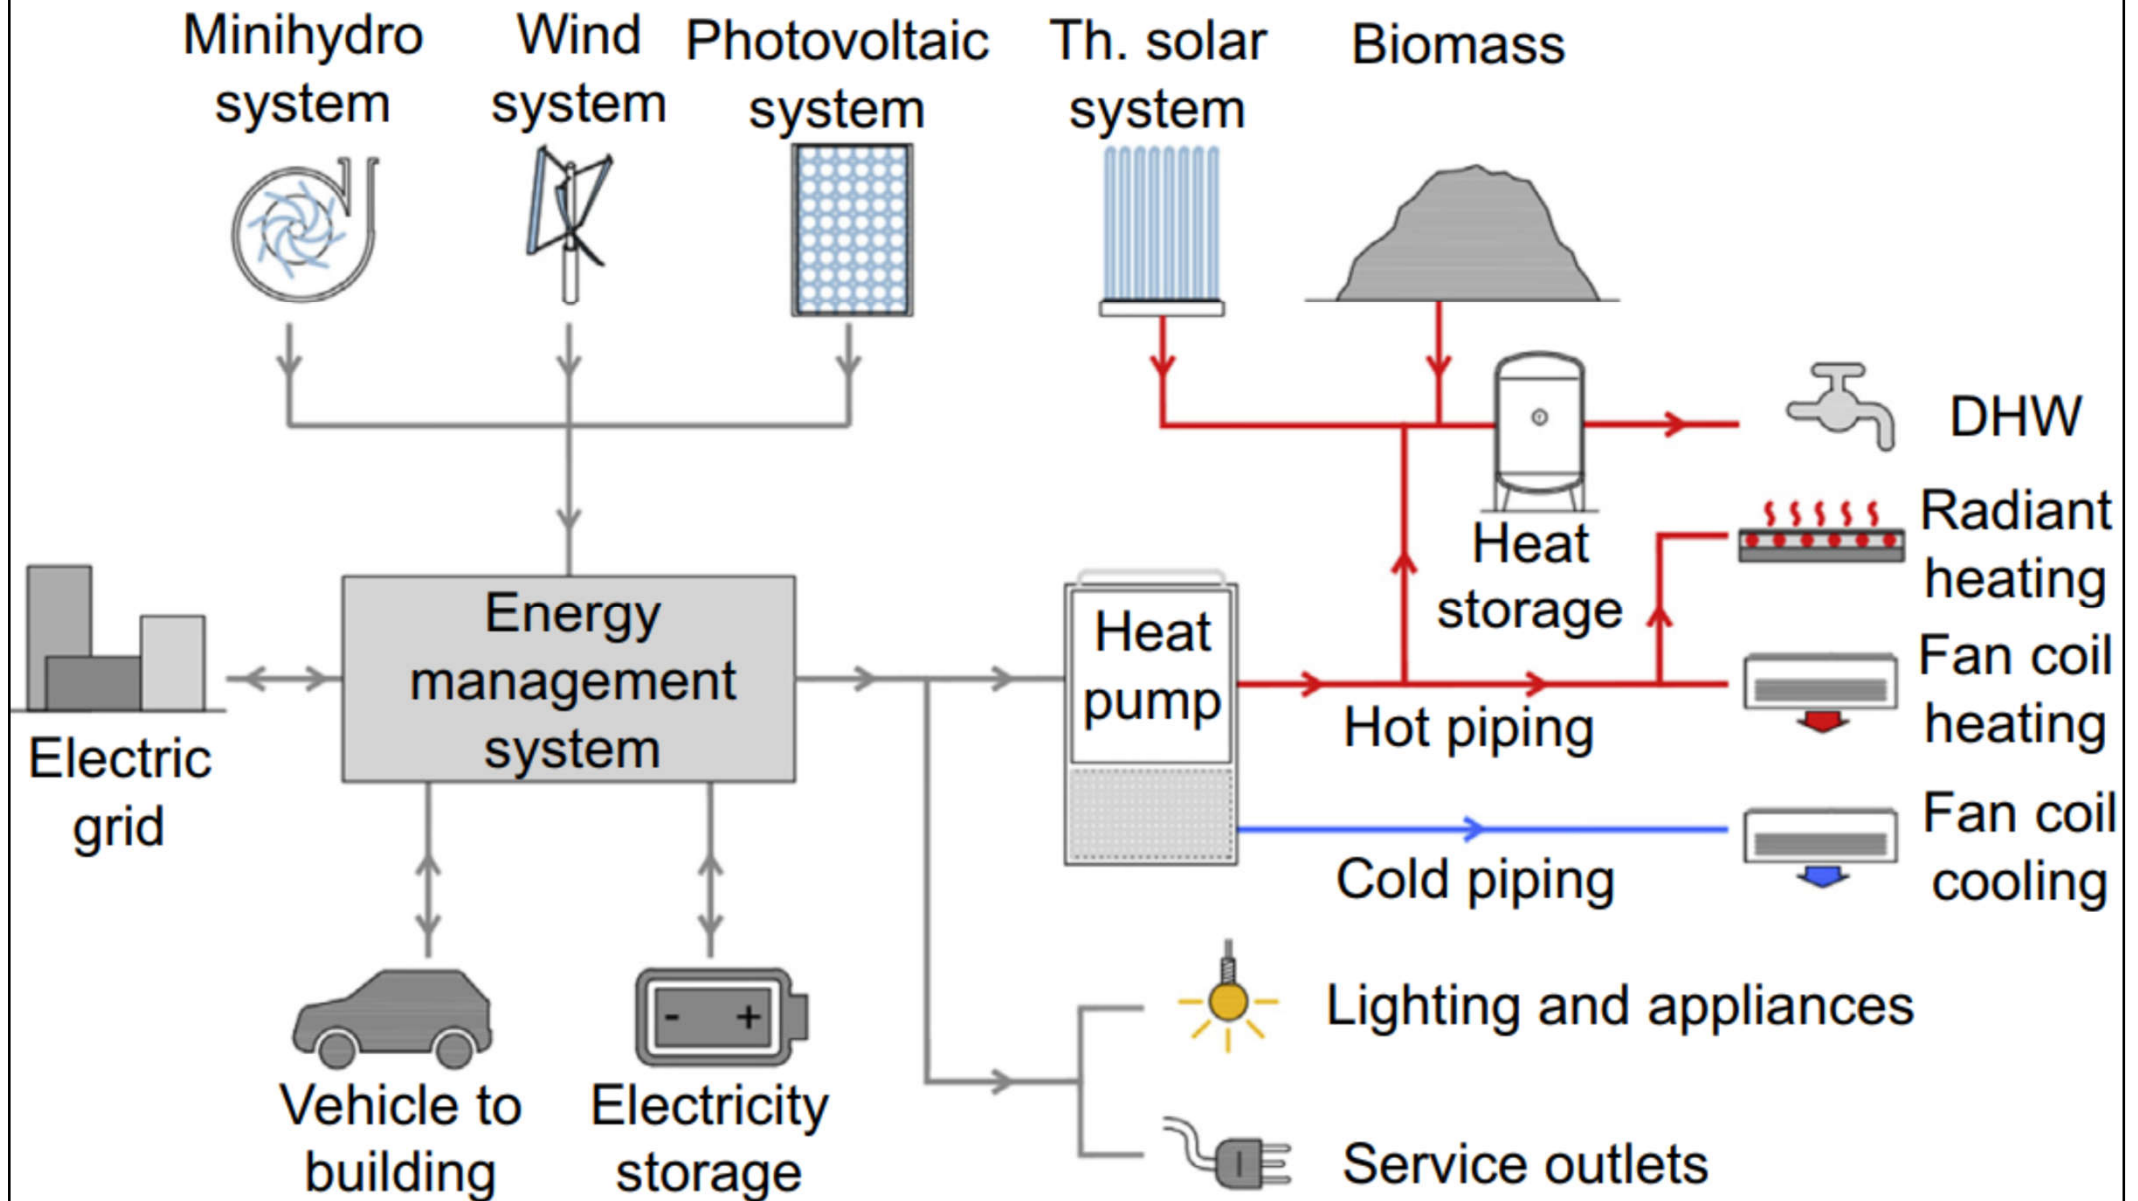 Minihydro
system
Wind
system
Photovoltaic
system
Th. solar
system
Biomass
DHW
Radiant
heating
Heat
storage
Energy
management
system
Heat
pump
Fan coil
heating
Hot piping
Electric
grid
Fan coil
cooling
Cold piping
Lighting and appliances
- +
Vehicle to
building
Electricity
storage
Service outlets